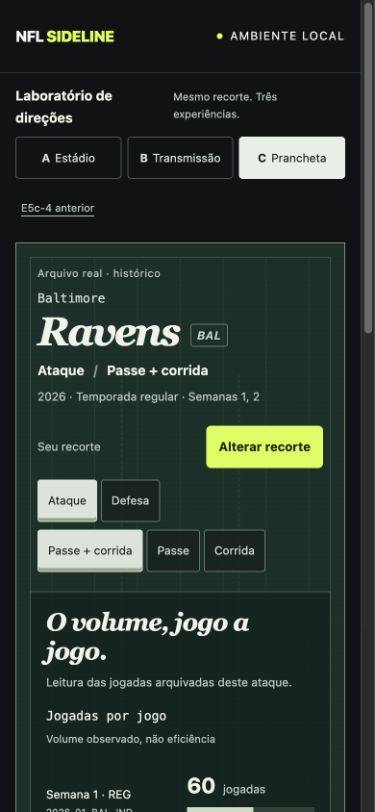 NFL SIDELINE
AMBIENTE LOCAL
Laboratório de
direções
Mesmo recorte. Três
experiências.
A Estádio
B Transmissão
C Prancheta
E5c-4 anterior
Arquivo real · histórico
Baltimore
Ravens BAL
Ataque / Passe + corrida
2026 · Temporada regular · Semanas 1, 2
Seu recorte
Alterar recorte
Ataque
Defesa
Passe + corrida
Passe
Corrida
O volume, jogo a
jogo.
Leitura das jogadas arquivadas deste ataque.
Jogadas por jogo
Volume observado, não eficiência
Semana 1 · REG
60 jogadas